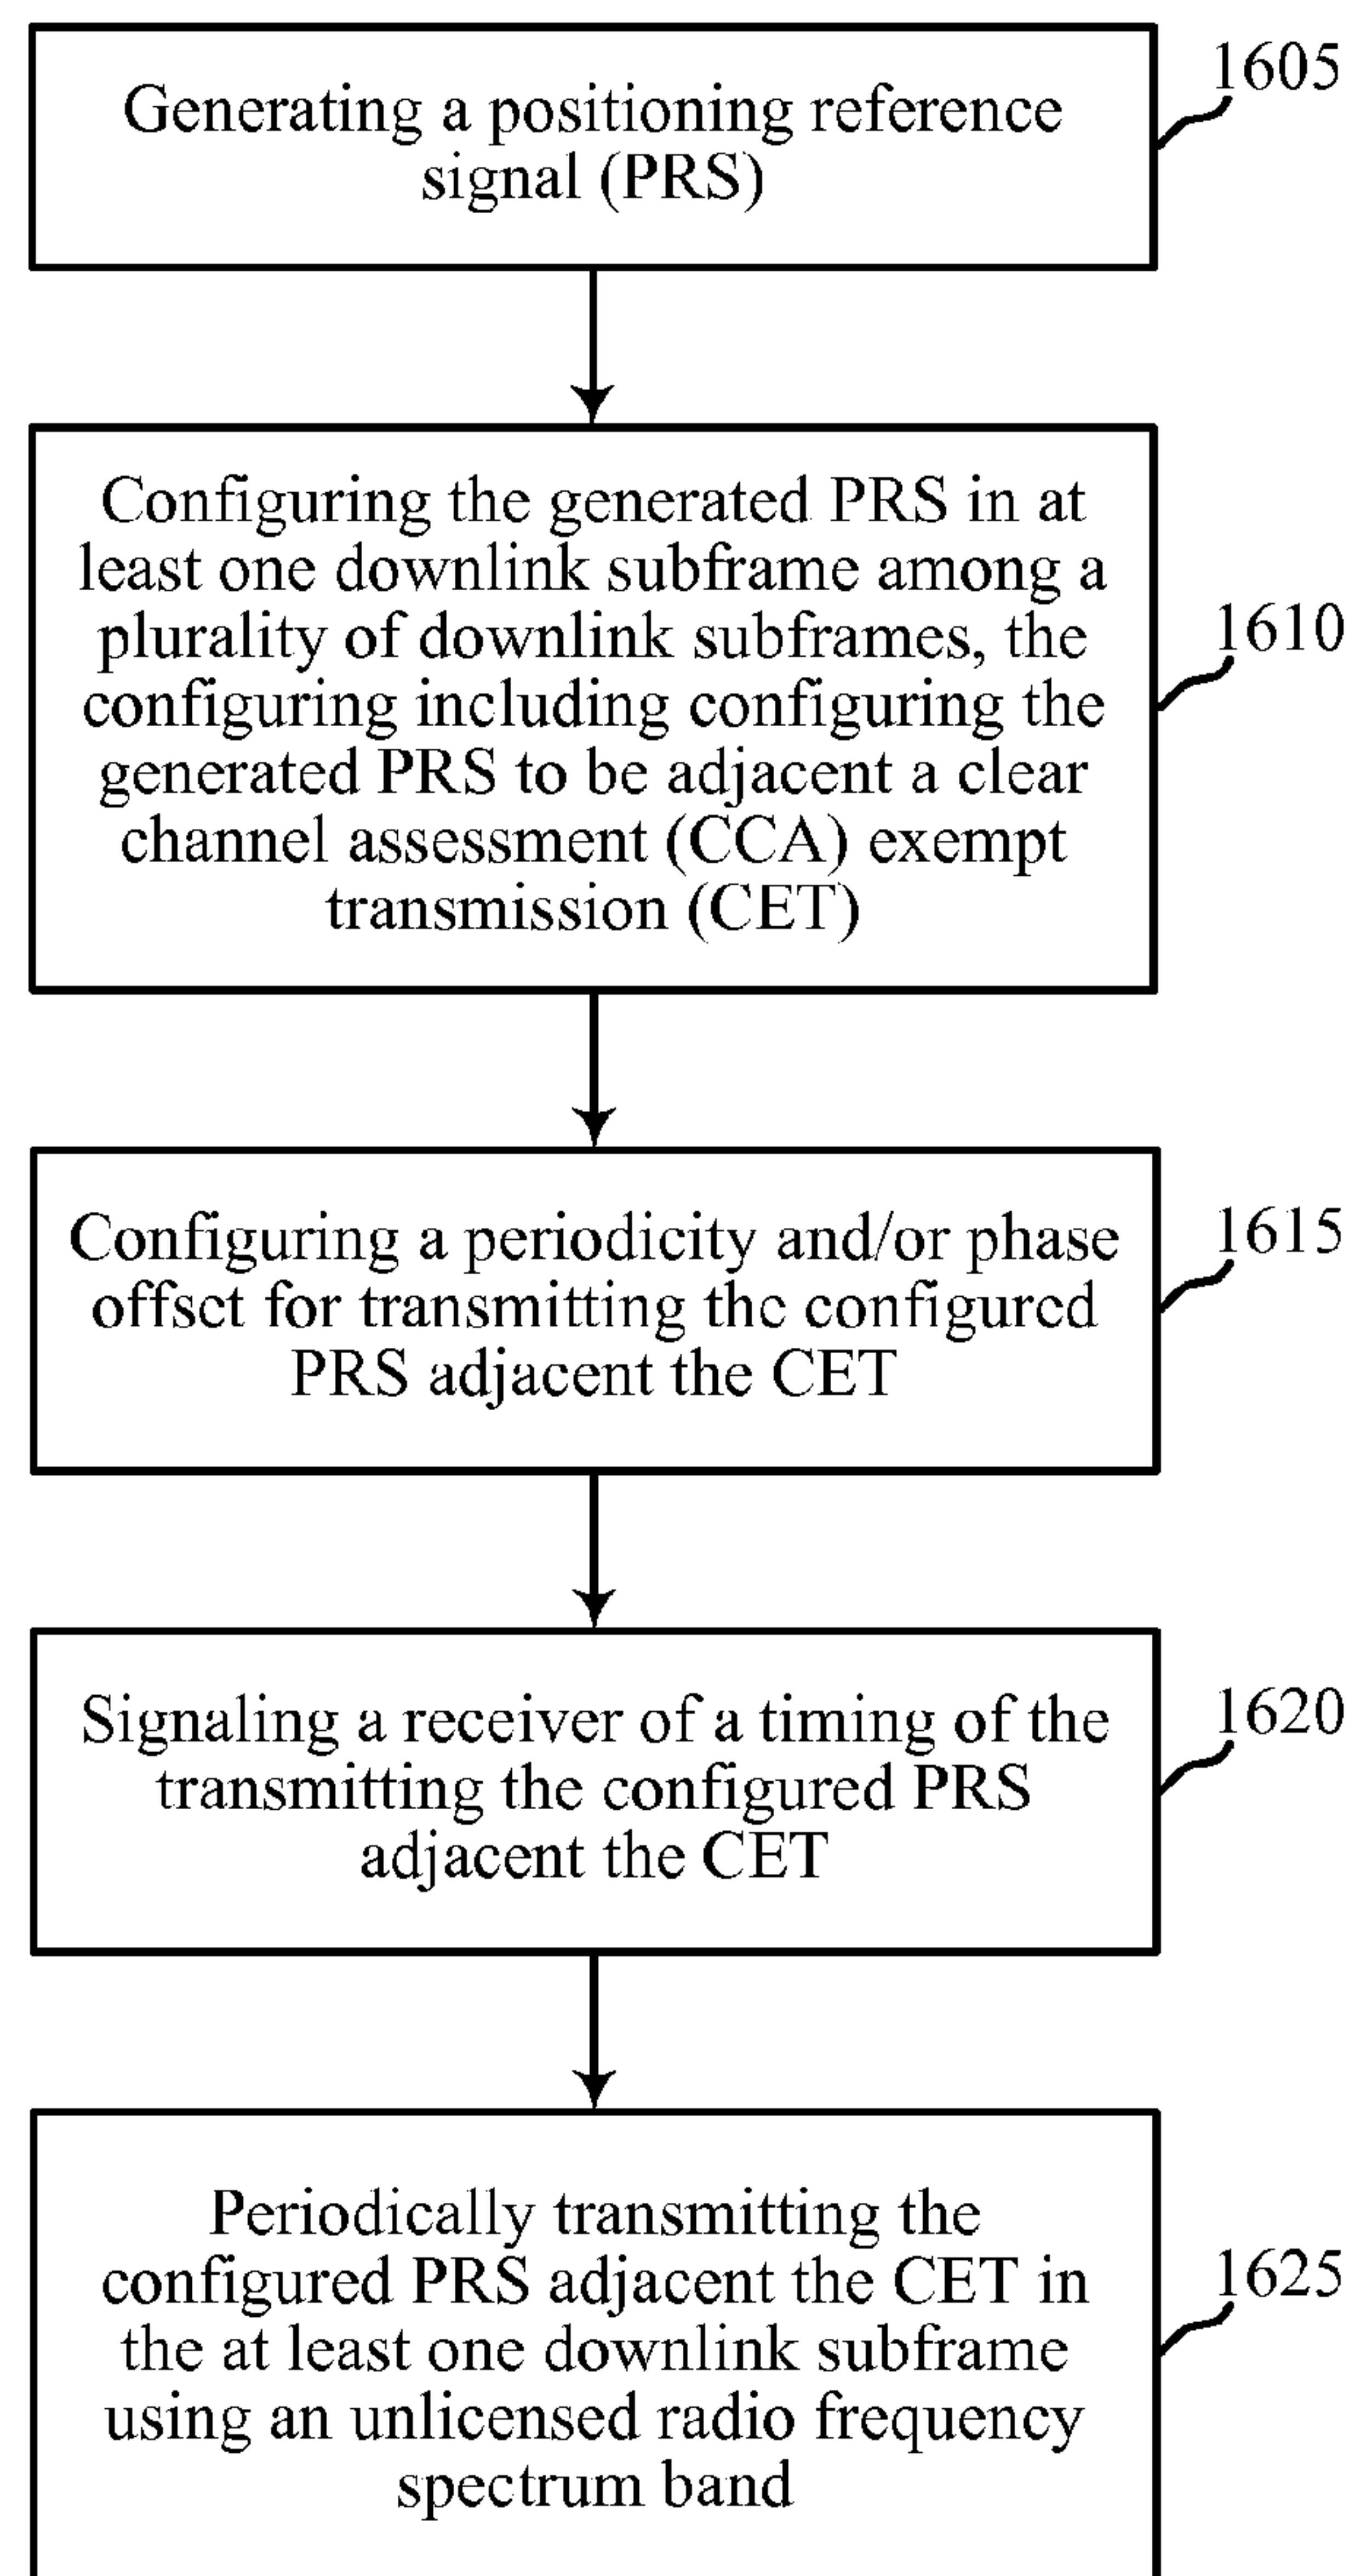 Generating a positioning reference
signal (PRS)
1605
Configuring the generated PRS in at
least one downlink subframe among a
plurality of downlink subframes, the
configuring including configuring the
generated PRS to be adjacent a clear
channel assessment (CCA) exempt
transmission (CET)
1610
Configuring a periodicity and/or phase
offset for transmitting the configured
PRS adjacent the CET
1615
Signaling a receiver of a timing of the
transmitting the configured PRS
adjacent the CET
1620
Periodically transmitting the
configured PRS adjacent the CET in
the at least one downlink subframe
using an unlicensed radio frequency
spectrum band
1625